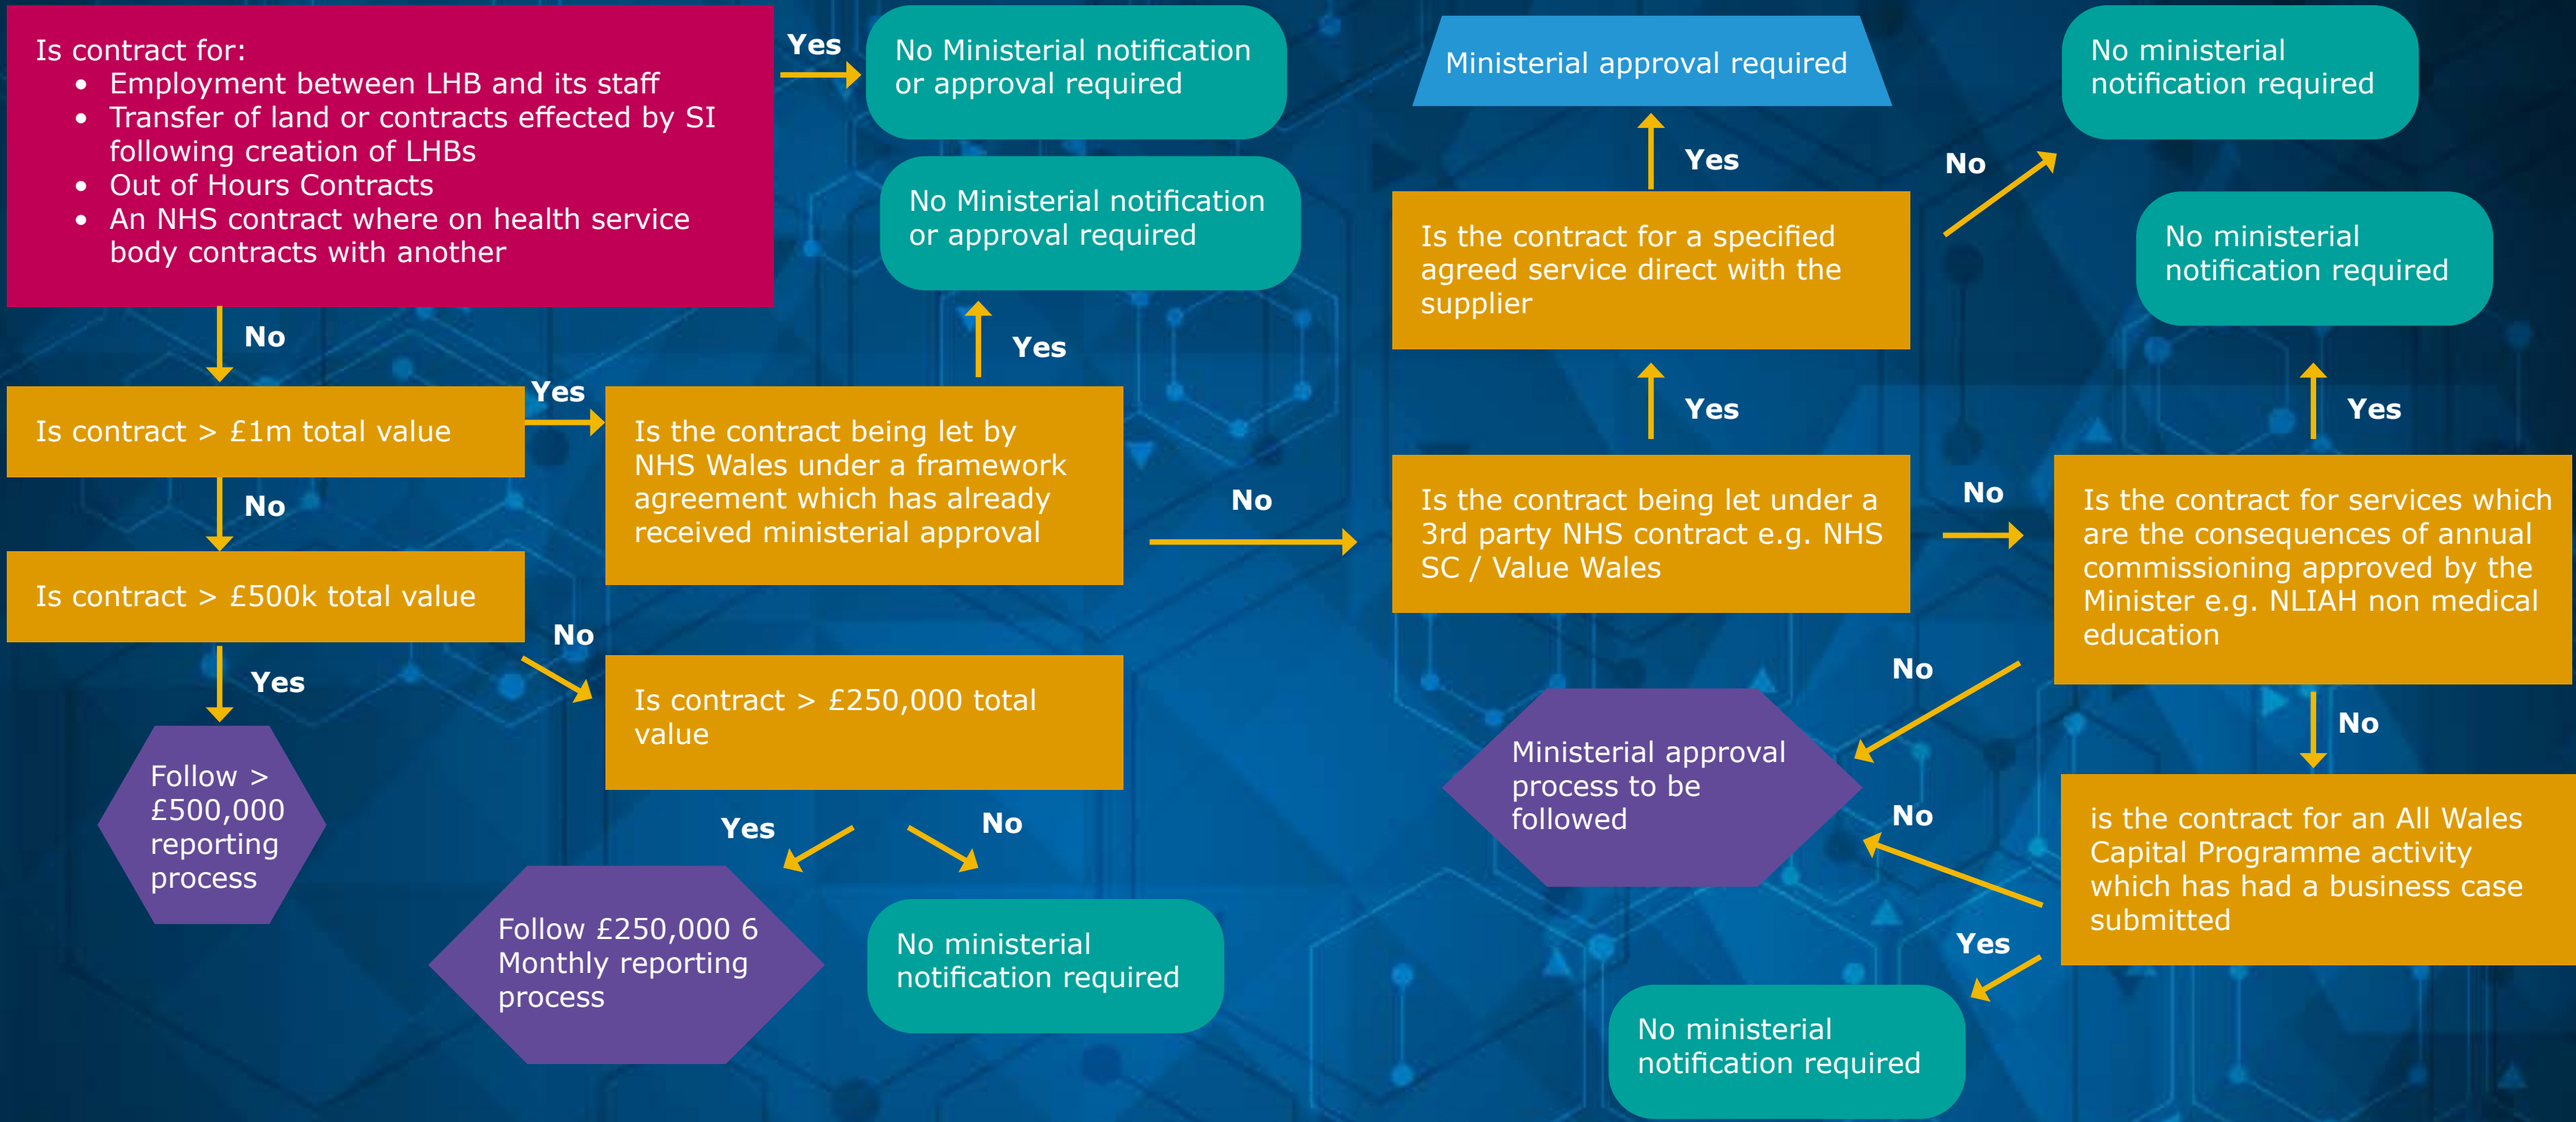 Is contract for:
• Employment between LHB and its staff
• Transfer of land or contracts effected by SI
following creation of LHBs
• Out of Hours Contracts
• An NHS contract where on health service
body contracts with another
Yes
No Ministerial notification
or approval required
No Ministerial notification
or approval required
Yes
No
Is contract > £1m total value
Yes
Is the contract being let by
NHS Wales under a framework
agreement which has already
received ministerial approval
No
No
Is contract > £500k total value
No
Yes
Is contract > £250,000 total
value
Follow >
£500,000
reporting
process
Yes
No
Follow £250,000 6
Monthly reporting
process
No ministerial
notification required
Ministerial approval required
Yes
No
No ministerial
notification required
Is the contract for a specified
agreed service direct with the
supplier
No ministerial
notification required
Yes
Yes
Is the contract being let under a
3rd party NHS contract e.g. NHS
SC / Value Wales
No
Is the contract for services which
are the consequences of annual
commissioning approved by the
Minister e.g. NLIAH non medical
education
No
No
Ministerial approval
process to be
followed
No
is the contract for an All Wales
Capital Programme activity
which has had a business case
submitted
Yes
No ministerial
notification required